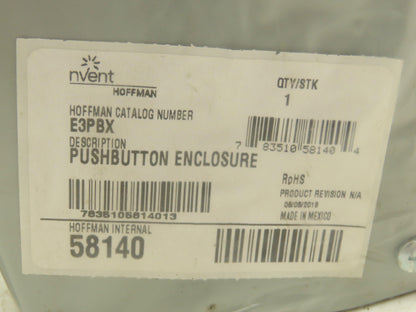 nvent
HOFFMAN
QTY/STK
1
HOFFMAN CATALOG NUMBER
E3PBX
DESCRIPTION
PUSHBUTTON ENCLOSURE
7 83510 58140 4
RoHS
PRODUCT REVISION N/A
MADE IN MEXICO
7835105814013
HOFFMAN INTERNAL
58140